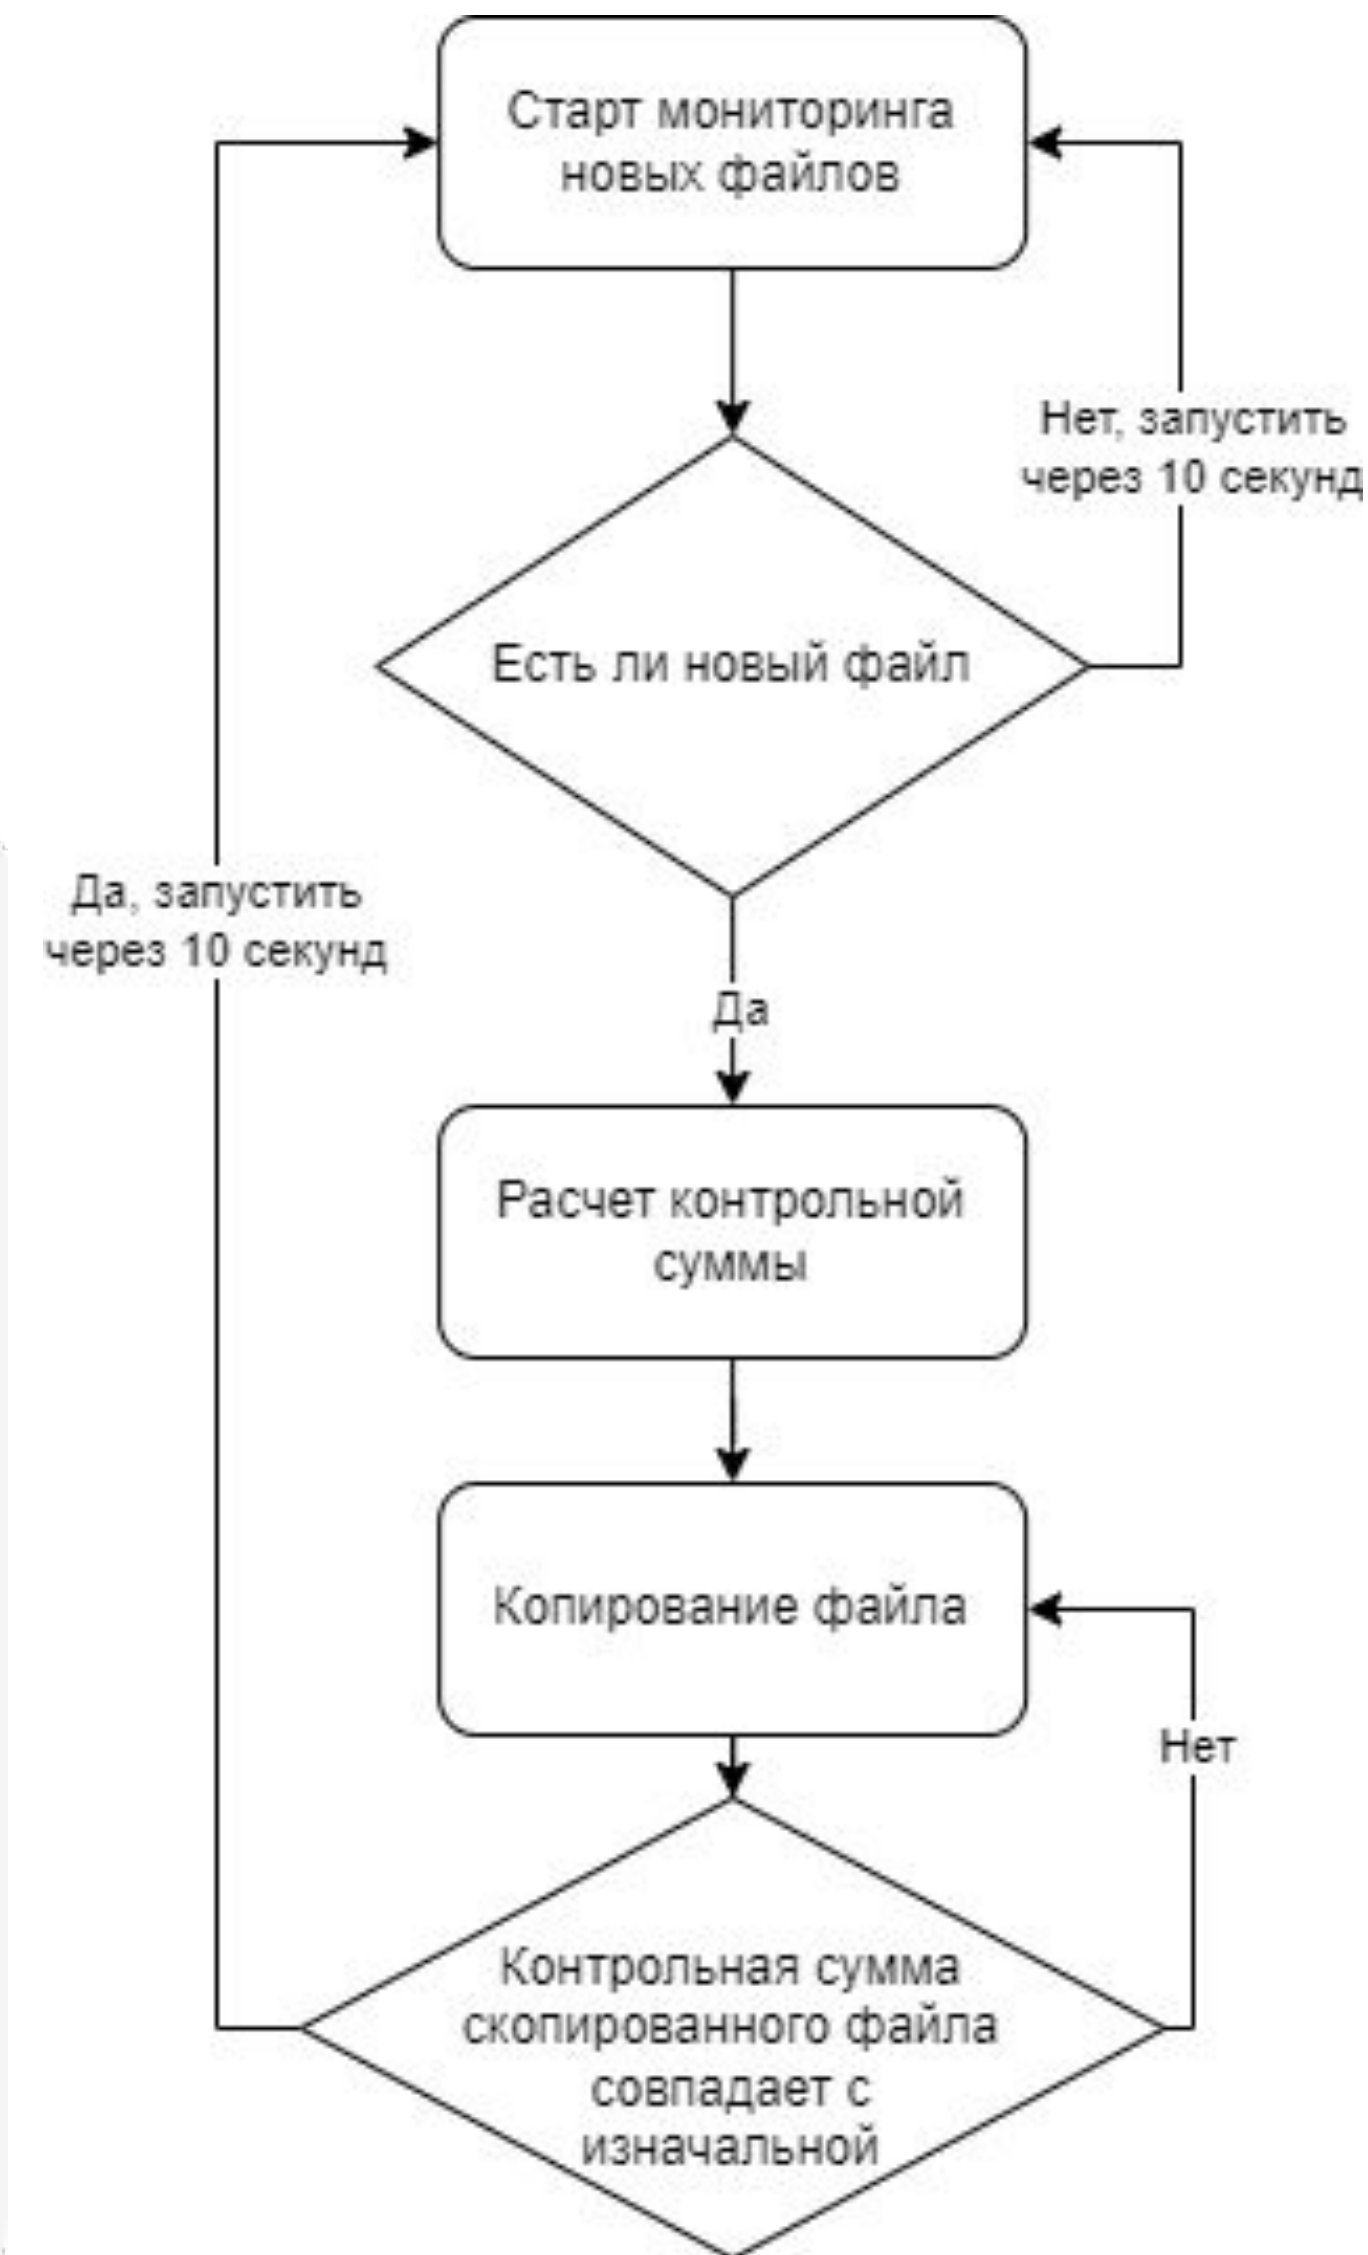 Старт мониторинга
новых файлов
Нет, запустить
через 10 секунд
Есть ли новый файл
Да, запустить
через 10 секунд
Да
Расчет контрольной
суммы
Копирование файла
Нет
Контрольная сумма
скопированного файла
совпадает с
изначальной